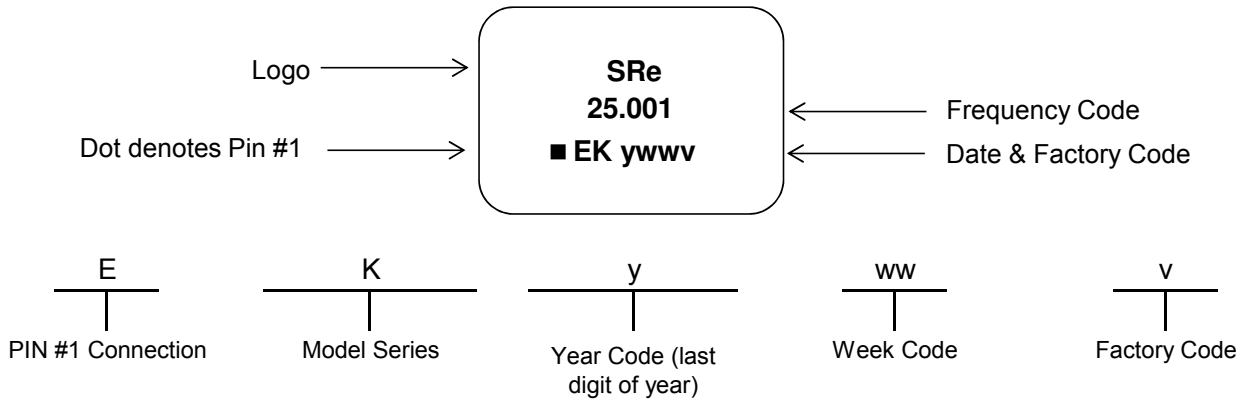 Logo
SRe
25.001
Frequency Code
Dot denotes Pin #1
■ EK ywwv
Date & Factory Code
E
K
y
ww
v
PIN #1 Connection
Model Series
Year Code (last
digit of year)
Week Code
Factory Code